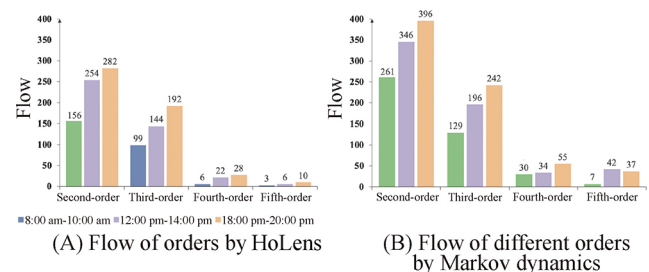 400
350
300
250
200
150
100
50
0
Flow
156 254 282
99 144 192
6 22 28
3 6 10
Second-order Third-order Fourth-order Fifth-order
8:00 am-10:00 am 12:00 pm-14:00 pm 18:00 pm-20:00 pm
(A) Flow of orders by HoLens
400
350
300
250
200
150
100
50
0
Flow
261 346 396
129 196 242
30 34 55
7 42 37
Second-order Third-order Fourth-order Fifth-order
(B) Flow of different orders
by Markov dynamics